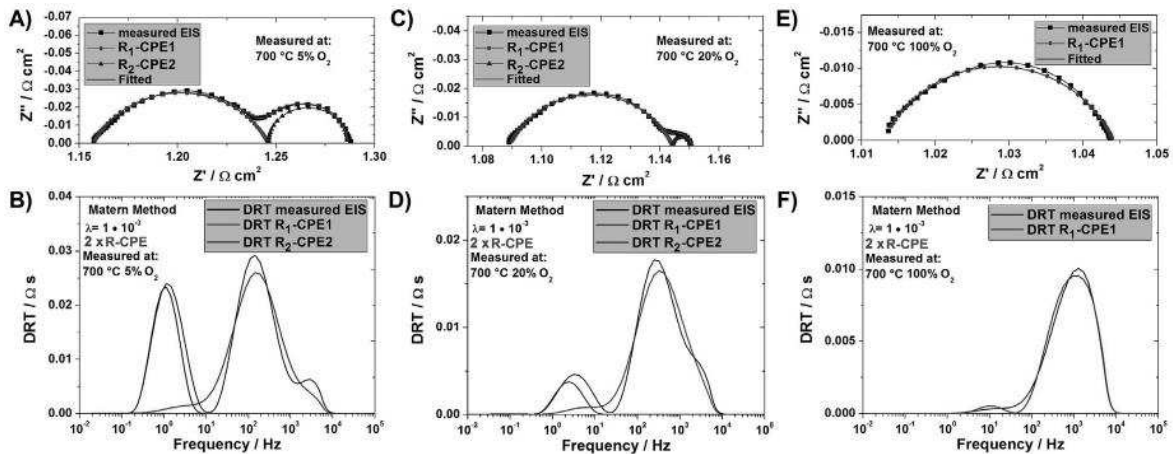 A)
-0.07
-0.06
-0.05
-0.04
-0.03
-0.02
-0.01
0.00
Z'' / Ω cm²
measured EIS
R₁-CPE1
R₂-CPE2
Fitted
Measured at:
700 °C 5% O₂
1.15
1.20
1.25
1.30
Z' / Ω cm²
C)
-0.04
-0.03
-0.02
-0.01
0.00
Z'' / Ω cm²
measured EIS
R₁-CPE1
R₂-CPE2
Fitted
Measured at:
700 °C 20% O₂
1.08
1.10
1.12
1.14
1.16
Z' / Ω cm²
E)
-0.015
-0.010
-0.005
0.000
Z'' / Ω cm²
Measured at:
700 °C 100% O₂
measured EIS
R₁-CPE1
Fitted
1.01
1.02
1.03
1.04
1.05
Z' / Ω cm²
B)
0.04
0.03
0.02
0.01
0.00
DRT / Ω s
Matern Method
λ= 1 • 10⁻³
2 xR-CPE
Measured at:
700 °C 5% O₂
DRT measured EIS
DRT R₁-CPE1
DRT R₂-CPE2
10⁻² 10⁻¹ 10⁰ 10¹ 10² 10³ 10⁴ 10⁵
Frequency / Hz
D)
0.02
0.01
0.00
DRT / Ω s
Matern Method
λ= 1 • 10⁻³
2 xR-CPE
Measured at:
700 °C 20% O₂
DRT measured EIS
DRT R₁-CPE1
DRT R₂-CPE2
10⁻² 10⁻¹ 10⁰ 10¹ 10² 10³ 10⁴ 10⁵ 10⁶
Frequency / Hz
F)
0.015
0.010
0.005
0.000
DRT / Ω s
Matern Method
λ= 1 • 10⁻³
2 xR-CPE
Measured at:
700 °C 100% O₂
DRT measured EIS
DRT R₁-CPE1
10⁻² 10⁻¹ 10⁰ 10¹ 10² 10³ 10⁴ 10⁵
Frequency / Hz